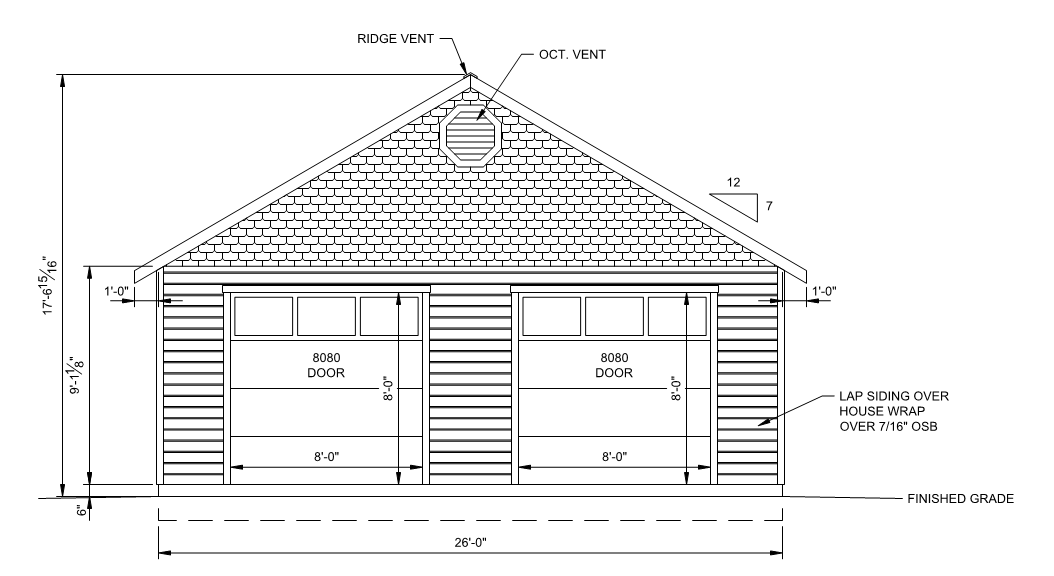 RIDGE VENT
OCT. VENT
12
7
17'-6 15/16"
1'-0"
1'-0"
9'-1 1/8"
8080
DOOR
8080
DOOR
8'-0"
8'-0"
LAP SIDING OVER
HOUSE WRAP
OVER 7/16" OSB
8'-0"
8'-0"
6"
FINISHED GRADE
26'-0"